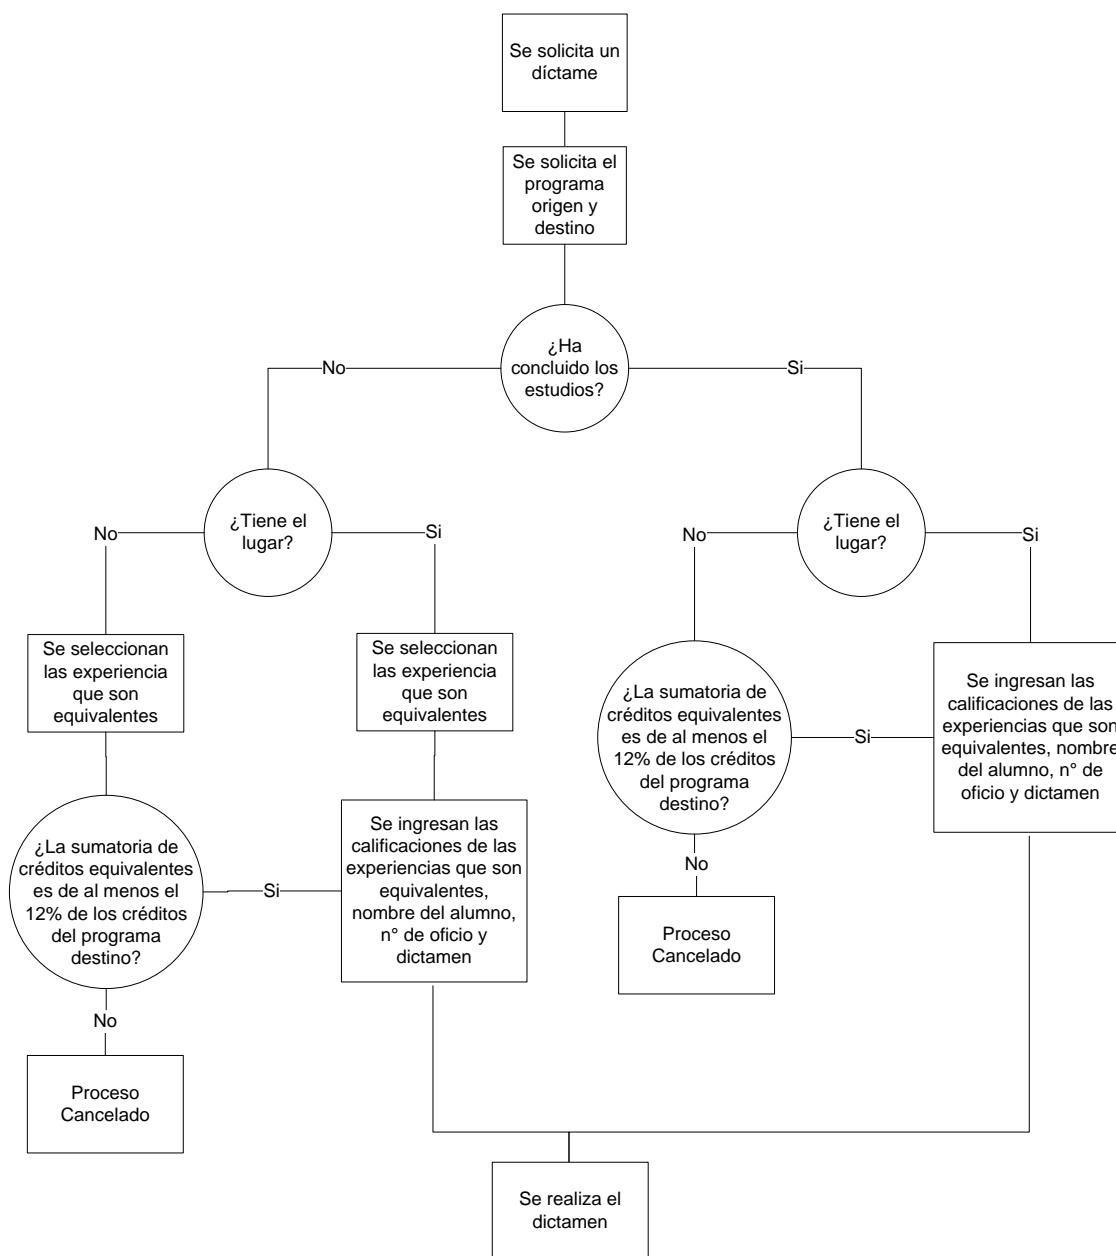 Se solicita un
díctame
Se solicita el
programa
origen y
destino
¿Ha
concluido los
estudios?
No
Si
¿Tiene el
lugar?
No
Si
¿Tiene el
lugar?
No
Si
Se seleccionan
las experiencia
que son
equivalentes
Se seleccionan
las experiencia
que son
equivalentes
¿La sumatoria de
créditos equivalentes
es de al menos el
12% de los créditos
del programa
destino?
Si
Se ingresan las
calificaciones de las
experiencias que son
equivalentes, nombre
del alumno, n° de
oficio y dictamen
¿La sumatoria de
créditos equivalentes
es de al menos el
12% de los créditos
del programa
destino?
Si
Se ingresan las
calificaciones de las
experiencias que son
equivalentes,
nombre del alumno,
n° de oficio y
dictamen
No
Proceso
Cancelado
No
Proceso
Cancelado
Se realiza el
dictamen